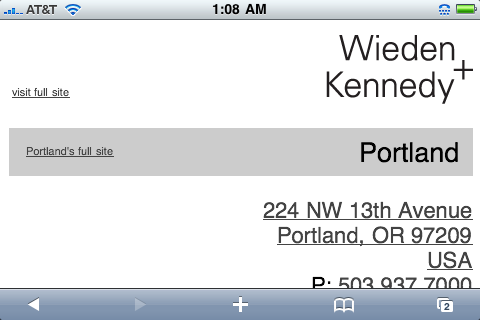 AT&T 1:08 AM
Wieden
Kennedy+
visit full site
Portland's full site
Portland
224 NW 13th Avenue
Portland, OR 97209
USA
P: 503.937.7000
2